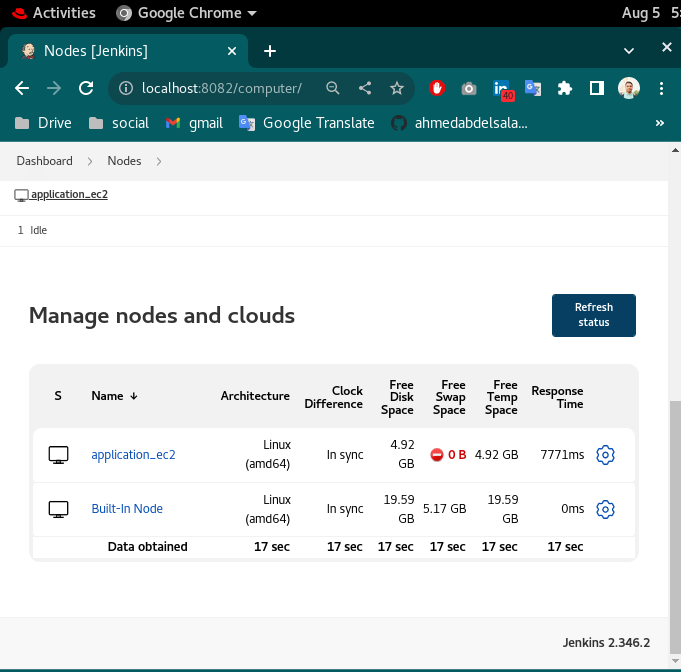 Activities Google Chrome Aug 5 5:
Nodes [Jenkins]
localhost:8082/computer/
40
Drive social gmail Google Translate ahmedabdelsala... »
Dashboard Nodes
application_ec2
1 Idle
Manage nodes and clouds
Refresh
status
S Name ↓ Architecture Clock Difference Free Disk Space Free Swap Space Free Temp Space Response Time
application_ec2 Linux (amd64) In sync 4.92 GB 0 B 4.92 GB 7771ms
Built-In Node Linux (amd64) In sync 19.59 GB 5.17 GB 19.59 GB 0ms
Data obtained 17 sec 17 sec 17 sec 17 sec 17 sec 17 sec
Jenkins 2.346.2